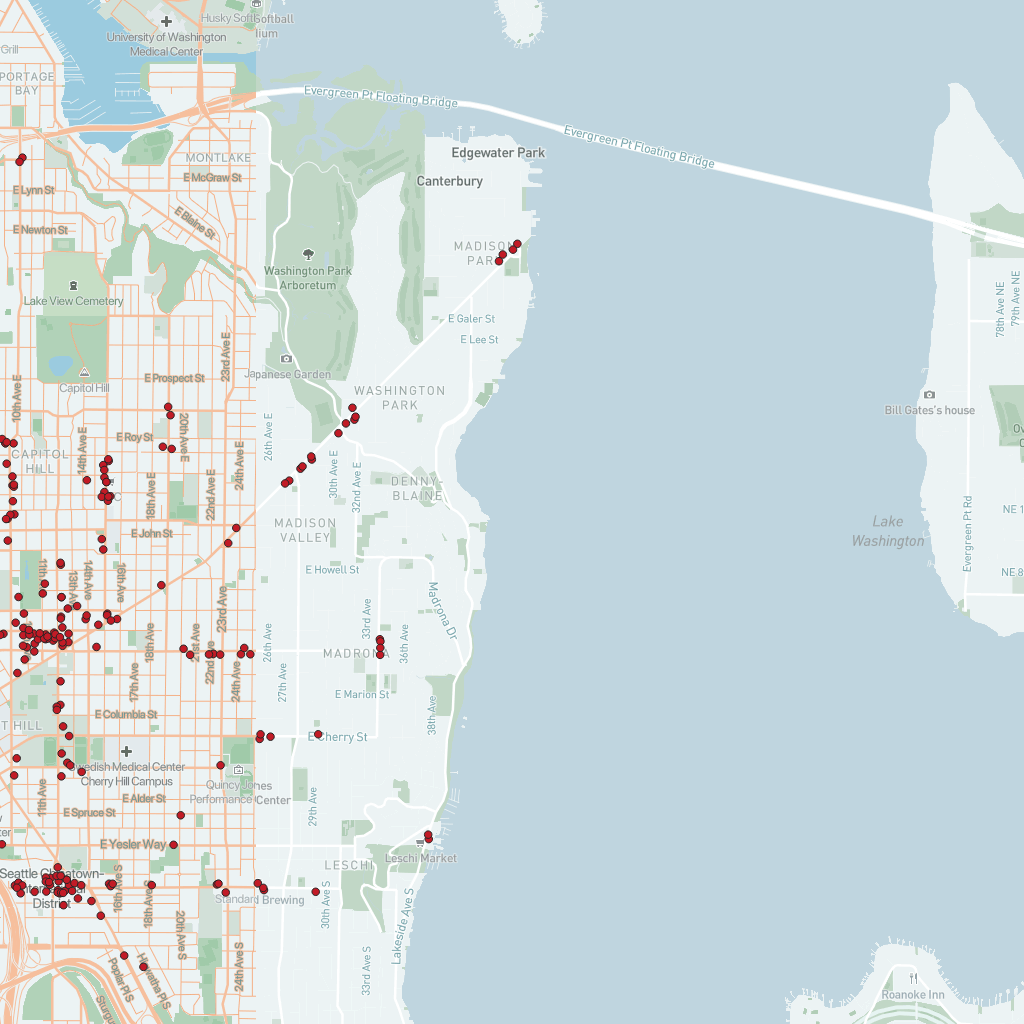 Husky Softball
Softball
University of Washington
Medical Center
Grill
PORTAGE
BAY
Evergreen Pt Floating Bridge
Evergreen Pt Floating Bridge
MONTLAKE
Edgewater Park
E McGraw St
Canterbury
E Lynn St
E Blaine St
E Newton St
MADISON
PARK
78th Ave NE
79th Ave NE
Washington Park
Arboretum
Lake View Cemetery
E Galer St
E Lee St
23rd Ave E
Japanese Garden
E Prospect St
Capitol Hill
WASHINGTON
PARK
10th Ave E
Bill Gates's house
14th Ave E
E Roy St
20th Ave E
26th Ave E
CAPITOL
HILL
24th Ave E
30th Ave E
32nd Ave E
DENNY-
BLAINE
18th Ave E
22nd Ave E
MADISON
VALLEY
Evergreen Pt Rd
NE 1
Lake
Washington
E John St
E Howell St
NE 8
11th
13th Ave
14th Ave
16th Ave
23rd Ave
33rd Ave
Madrona Dr
18th Ave
21st Ave
22nd Ave
26th Ave
36th Ave
MADRONA
17th Ave
24th Ave
27th Ave
E Marion St
38th Ave
E Columbia St
T HILL
E Cherry St
Swedish Medical Center
Cherry Hill Campus
Quincy Jones
Performance Center
11th Ave
E Alder St
29th Ave
E Spruce St
E Yesler Way
LESCHI
Leschi Market
Seattle Chinatown-
International
District
16th Ave S
18th Ave S
Standard Brewing
30th Ave S
20th Ave S
Lakeside Ave S
24th Ave S
33rd Ave S
Poplar Pl S
Hiawatha Pl S
Sturgu
Roanoke Inn